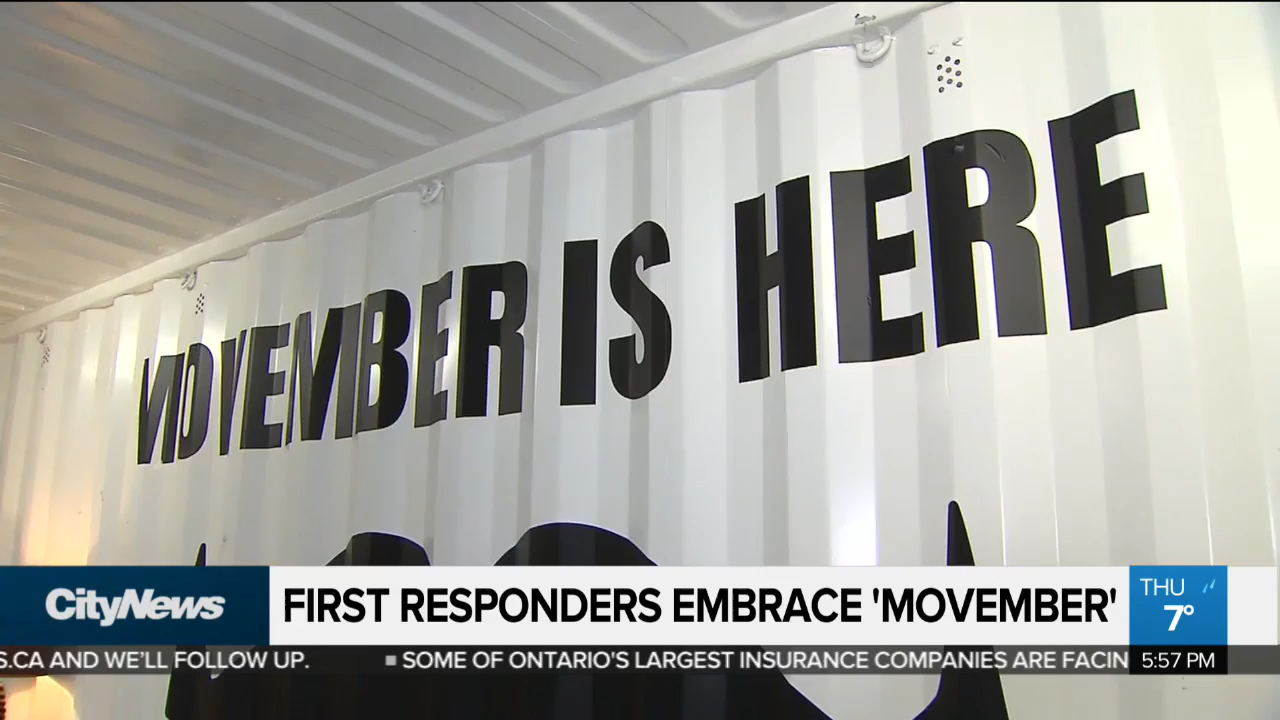 MOVEMBER IS HERE
CityNews
FIRST RESPONDERS EMBRACE 'MOVEMBER'
THU
7°
S.CA AND WE'LL FOLLOW UP. ■ SOME OF ONTARIO'S LARGEST INSURANCE COMPANIES ARE FACIN
5:57 PM